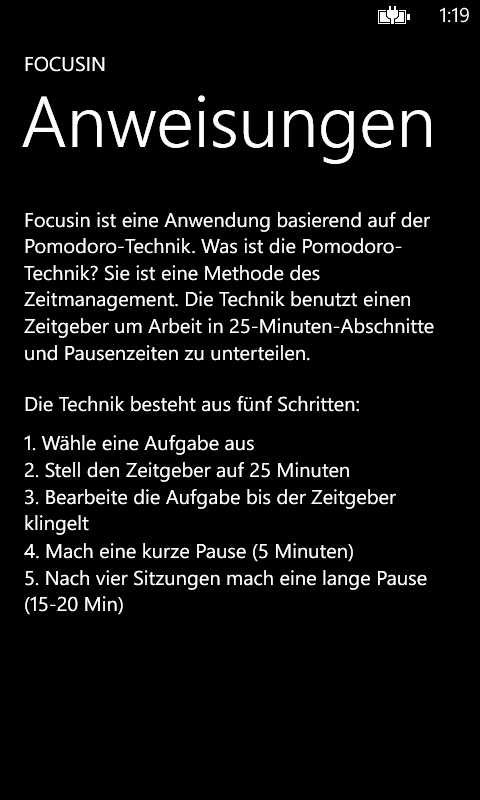 1:19
FOCUSIN
Anweisungen
Focusin ist eine Anwendung basierend auf der
Pomodoro-Technik. Was ist die Pomodoro-
Technik? Sie ist eine Methode des
Zeitmanagement. Die Technik benutzt einen
Zeitgeber um Arbeit in 25-Minuten-Abschnitte
und Pausenzeiten zu unterteilen.
Die Technik besteht aus fünf Schritten:
1. Wähle eine Aufgabe aus
2. Stell den Zeitgeber auf 25 Minuten
3. Bearbeite die Aufgabe bis der Zeitgeber
klingelt
4. Mach eine kurze Pause (5 Minuten)
5. Nach vier Sitzungen mach eine lange Pause
(15-20 Min)